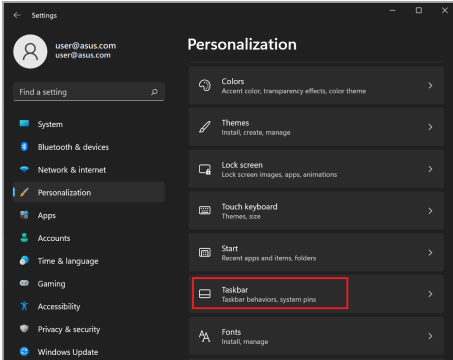 Settings
user@asus.com
user@asus.com
Find a setting
System
Bluetooth & devices
Network & internet
Personalization
Apps
Accounts
Time & language
Gaming
Accessibility
Privacy & security
Windows Update
Personalization
Colors
Accent color, transparency effects, color theme
Themes
Install, create, manage
Lock screen
Lock screen images, apps, animations
Touch keyboard
Themes, size
Start
Recent apps and items, folders
Taskbar
Taskbar behaviors, system pins
Fonts
Install, manage